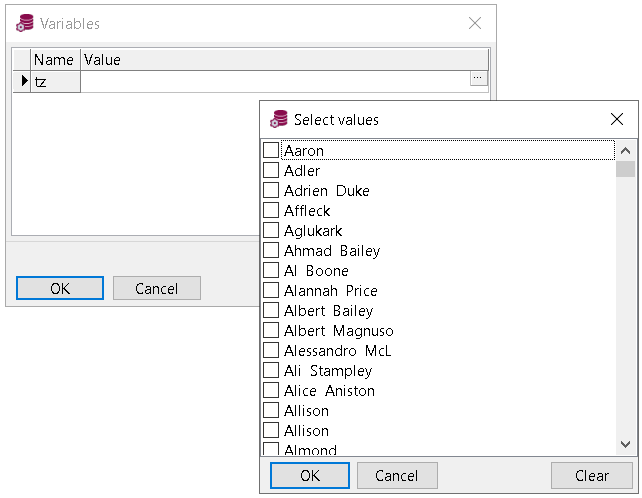 Variables
Name Value
tz ...
OK Cancel
Select values
Aaron
Adler
Adrien Duke
Affleck
Aglukark
Ahmad Bailey
Al Boone
Alannah Price
Albert Bailey
Albert Magnuso
Alessandro McL
Ali Stampley
Alice Aniston
Allison
Allison
Almond
OK Cancel Clear